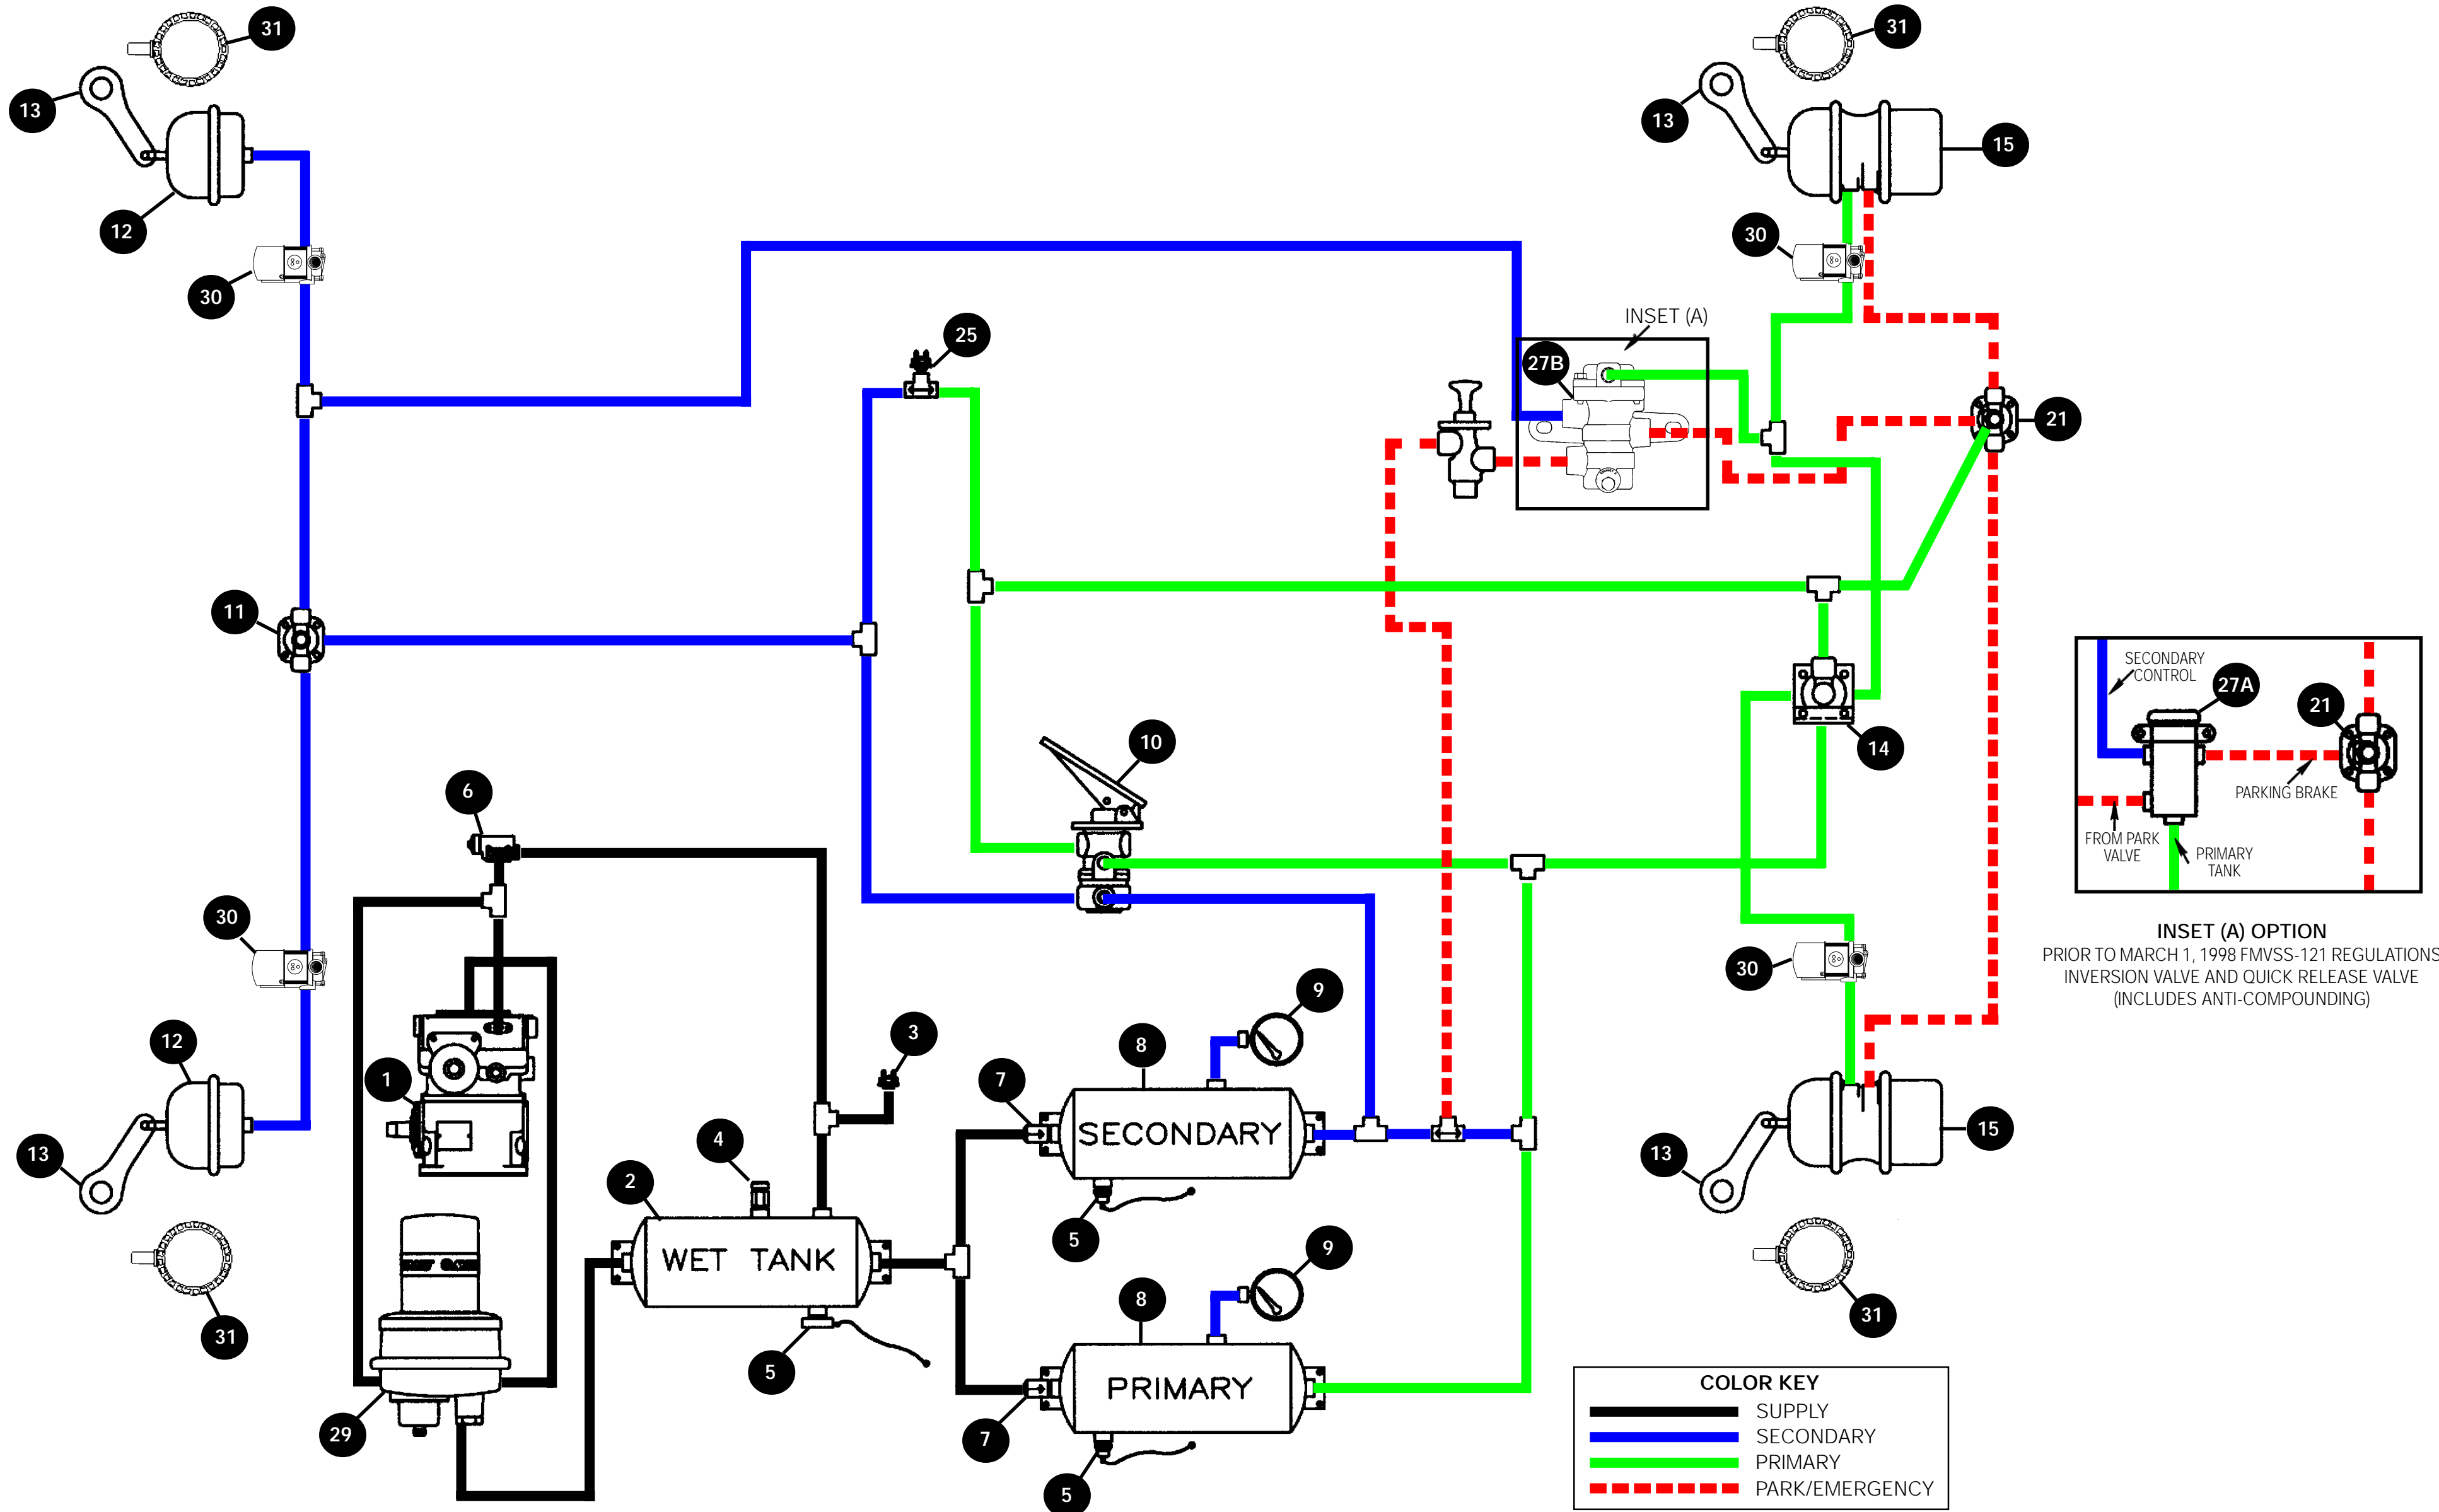 31
31
13
13
15
12
30
30
INSET (A)
25
27B
21
11
SECONDARY
CONTROL
27A
21
10
14
6
PARKING BRAKE
FROM PARK
VALVE
PRIMARY
TANK
30
INSET (A) OPTION
PRIOR TO MARCH 1, 1998 FMVSS-121 REGULATIONS
INVERSION VALVE AND QUICK RELEASE VALVE
(INCLUDES ANTI-COMPOUNDING)
30
9
3
8
12
1
7
SECONDARY
15
4
13
13
2
5
WET TANK
9
8
31
31
5
PRIMARY
29
7
5
COLOR KEY
SUPPLY
SECONDARY
PRIMARY
PARK/EMERGENCY